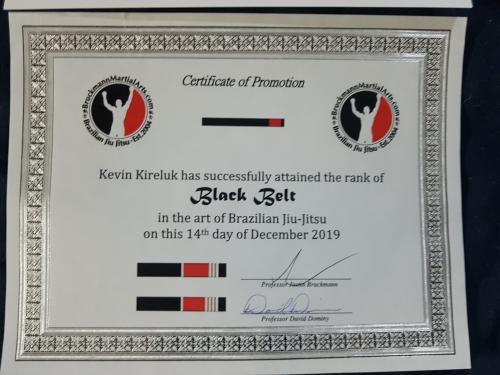 Certificate of Promotion
BruckmannMartialArts.com
Brazilian Jiu Jitsu - Est. 2004
BruckmannMartialArts.com
Brazilian Jiu Jitsu - Est. 2004
Kevin Kireluk has successfully attained the rank of
Black Belt
in the art of Brazilian Jiu-Jitsu
on this 14th day of December 2019
Professor Justin Bruckmann
Professor David Dominy